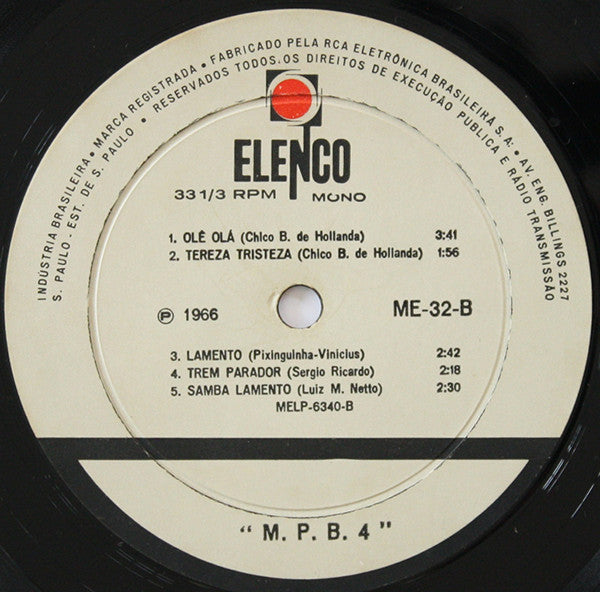 INDÚSTRIA BRASILEIRA • MARCA REGISTRADA • FABRICADO PELA RCA ELETRÔNICA BRASILEIRA S.A. • AV. ENG. BILLINGS 2227
S. PAULO - EST. DE S. PAULO • RESERVADOS TODOS OS DIREITOS DE EXECUÇÃO PUBLICA E RÁDIO TRANSMISSÃO
ELENCO
33 1/3 RPM MONO
1. OLÊ OLÁ (Chico B. de Hollanda) 3:41
2. TEREZA TRISTEZA (Chico B. de Hollanda) 1:56
℗ 1966 ME-32-B
3. LAMENTO (Pixinguinha-Vinicius) 2:42
4. TREM PARADOR (Sergio Ricardo) 2:18
5. SAMBA LAMENTO (Luiz M. Netto) 2:30
MELP-6340-B
" M. P. B. 4 "